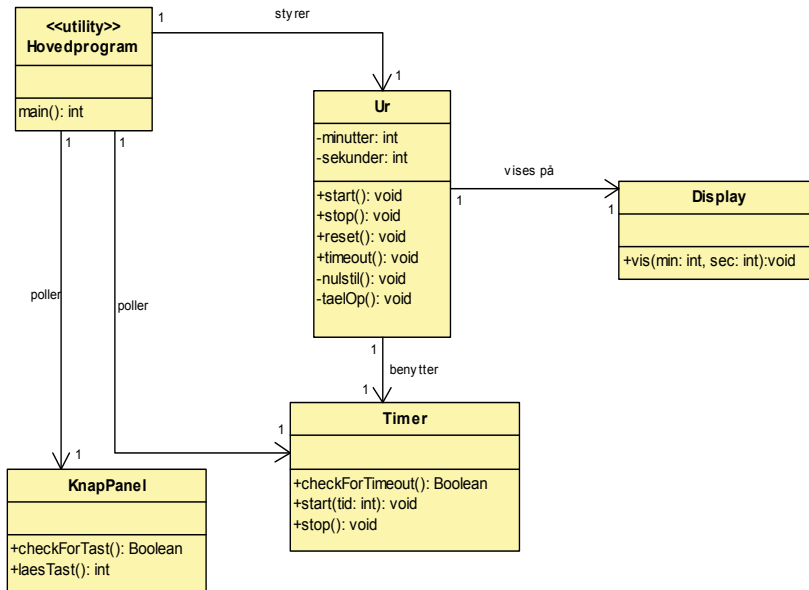 <<utility>>
Hovedprogram
main(): int
1
styrer
1
Ur
-minutter: int
-sekunder: int
+start(): void
+stop(): void
+reset(): void
+timeout(): void
-nulstil(): void
-taelOp(): void
1
vises på
1
Display
+vis(min: int, sec: int):void
1
1
poller
poller
1
benytter
1
1
Timer
+checkForTimeout(): Boolean
+start(tid: int): void
+stop(): void
1
KnapPanel
+checkForTast(): Boolean
+laesTast(): int